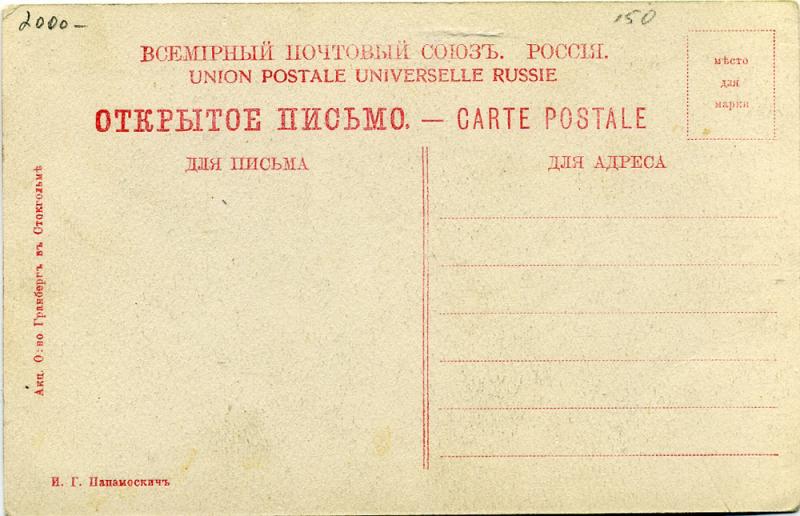 2000-
150
ВСЕМІРНЫЙ ПОЧТОВЫЙ СОЮЗЪ. РОССІЯ.
UNION POSTALE UNIVERSELLE RUSSIE
мѣсто
для
марки
ОТКРЫТОЕ ПИСЬМО. — CARTE POSTALE
ДЛЯ ПИСЬМА
ДЛЯ АДРЕСА
Акц. О:во Гранбергъ въ Стокгольмѣ
И. Г. Папамоскичъ